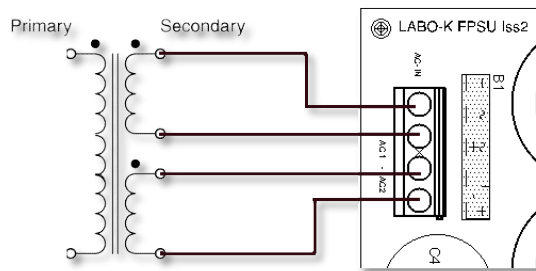 Primary
Secondary
LABO-K FPSU Iss2
AC-IN
AC1 - AC2
B1
C4